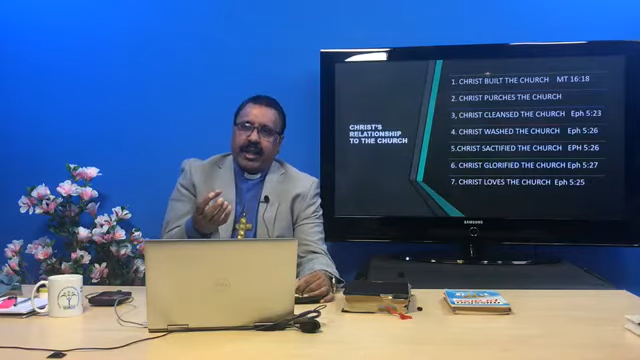 CHRIST'S
RELATIONSHIP
TO THE CHURCH
1. CHRIST BUILT THE CHURCH MT 16:18
2. CHRIST PURCHES THE CHURCH
3, CHRIST CLEANSED THE CHURCH Eph 5:23
4. CHRIST WASHED THE CHURCH Eph 5:26
5.CHRIST SACTIFIED THE CHURCH EPH 5:26
6. CHRIST GLORIFIED THE CHURCH Eph 5:27
7. CHRIST LOVES THE CHURCH Eph 5:25
SAMSUNG